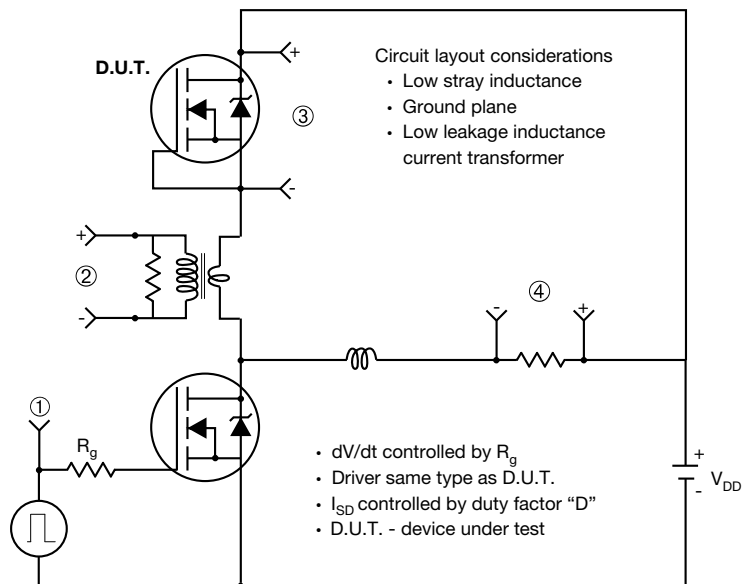 D.U.T.
+
Circuit layout considerations
• Low stray inductance
• Ground plane
• Low leakage inductance
current transformer
③
-
+
②
-
④
- +
①
Rg
• dV/dt controlled by Rg
• Driver same type as D.U.T.
• ISD controlled by duty factor “D”
• D.U.T. - device under test
+
VDD
-